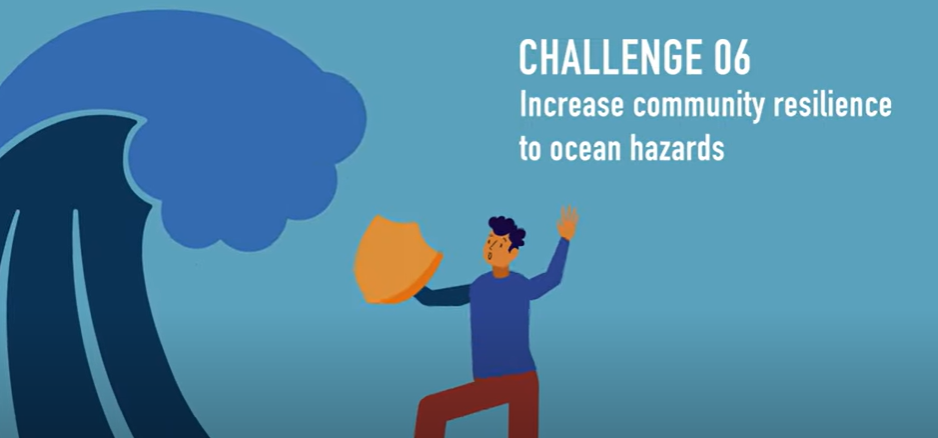 CHALLENGE 06
Increase community resilience
to ocean hazards